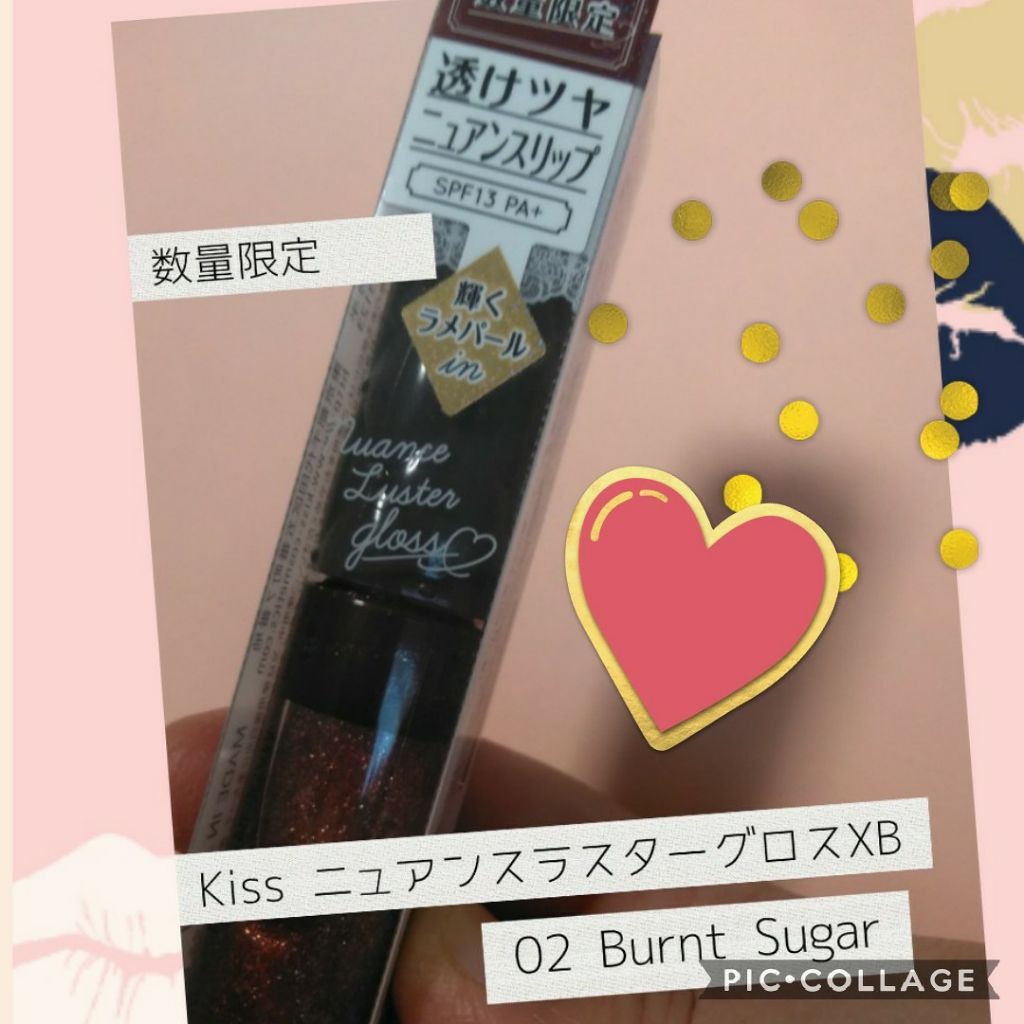 数量限定
透けツヤ
ニュアンスリップ
SPF13 PA+
数量限定
輝く
ラメパール
in
Nuance
Luster
gloss
MADE IN
Kiss ニュアンスラスターグロスXB
02 Burnt Sugar
PIC•COLLAGE